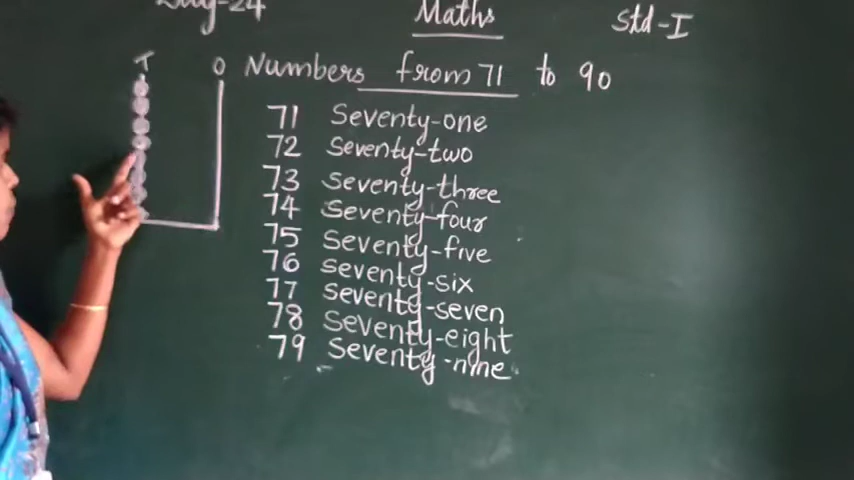 Day-24 Maths Std-I
T O Numbers from 71 to 90
71 Seventy-one
72 Seventy-two
73 Seventy-three
74 Seventy-four
75 Seventy-five
76 Seventy-six
77 Seventy-seven
78 Seventy-eight
79 Seventy-nine